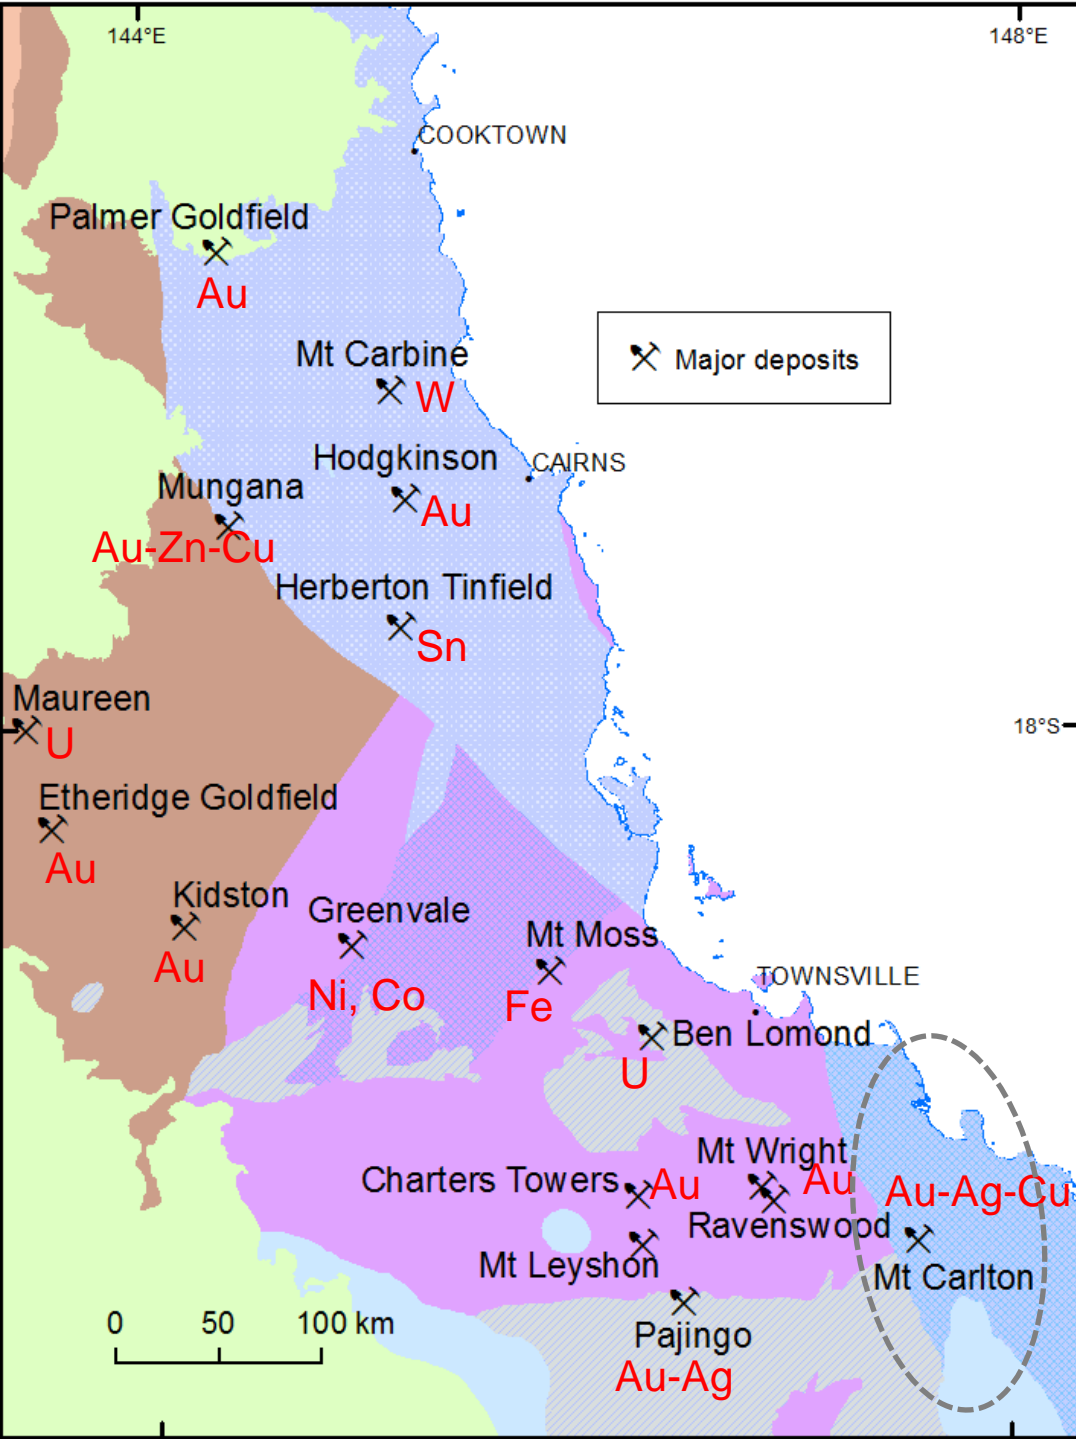 144°E
148°E
COOKTOWN
Palmer Goldfield
Au
Mt Carbine
W
Major deposits
Hodgkinson
Au
CAIRNS
Mungana
Au-Zn-Cu
Herberton Tinfield
Sn
Maureen
U
18°S
Etheridge Goldfield
Au
Kidston
Au
Greenvale
Ni, Co
Mt Moss
Fe
TOWNSVILLE
Ben Lomond
U
Mt Wright
Charters Towers
Au
Au
Au-Ag-Cu
Ravenswood
Mt Leyshon
Mt Carlton
0 50 100 km
Pajingo
Au-Ag